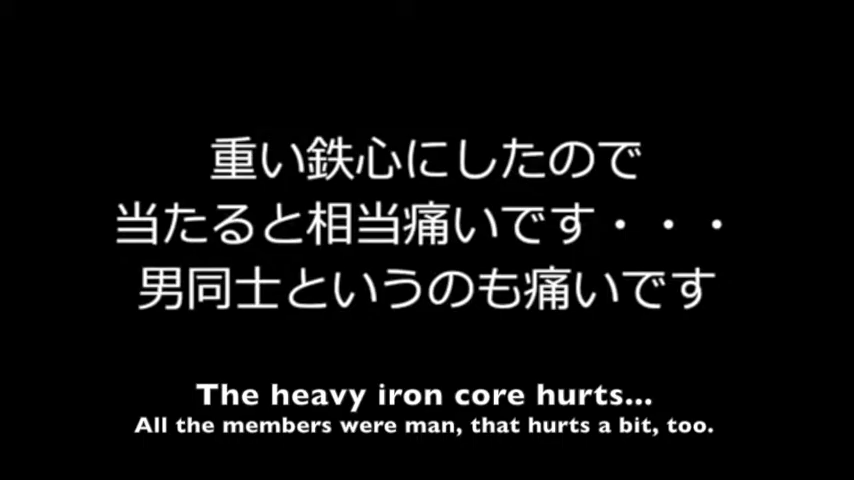 重い鉄心にしたので
当たると相当痛いです・・・
男同士というのも痛いです
The heavy iron core hurts...
All the members were man, that hurts a bit, too.